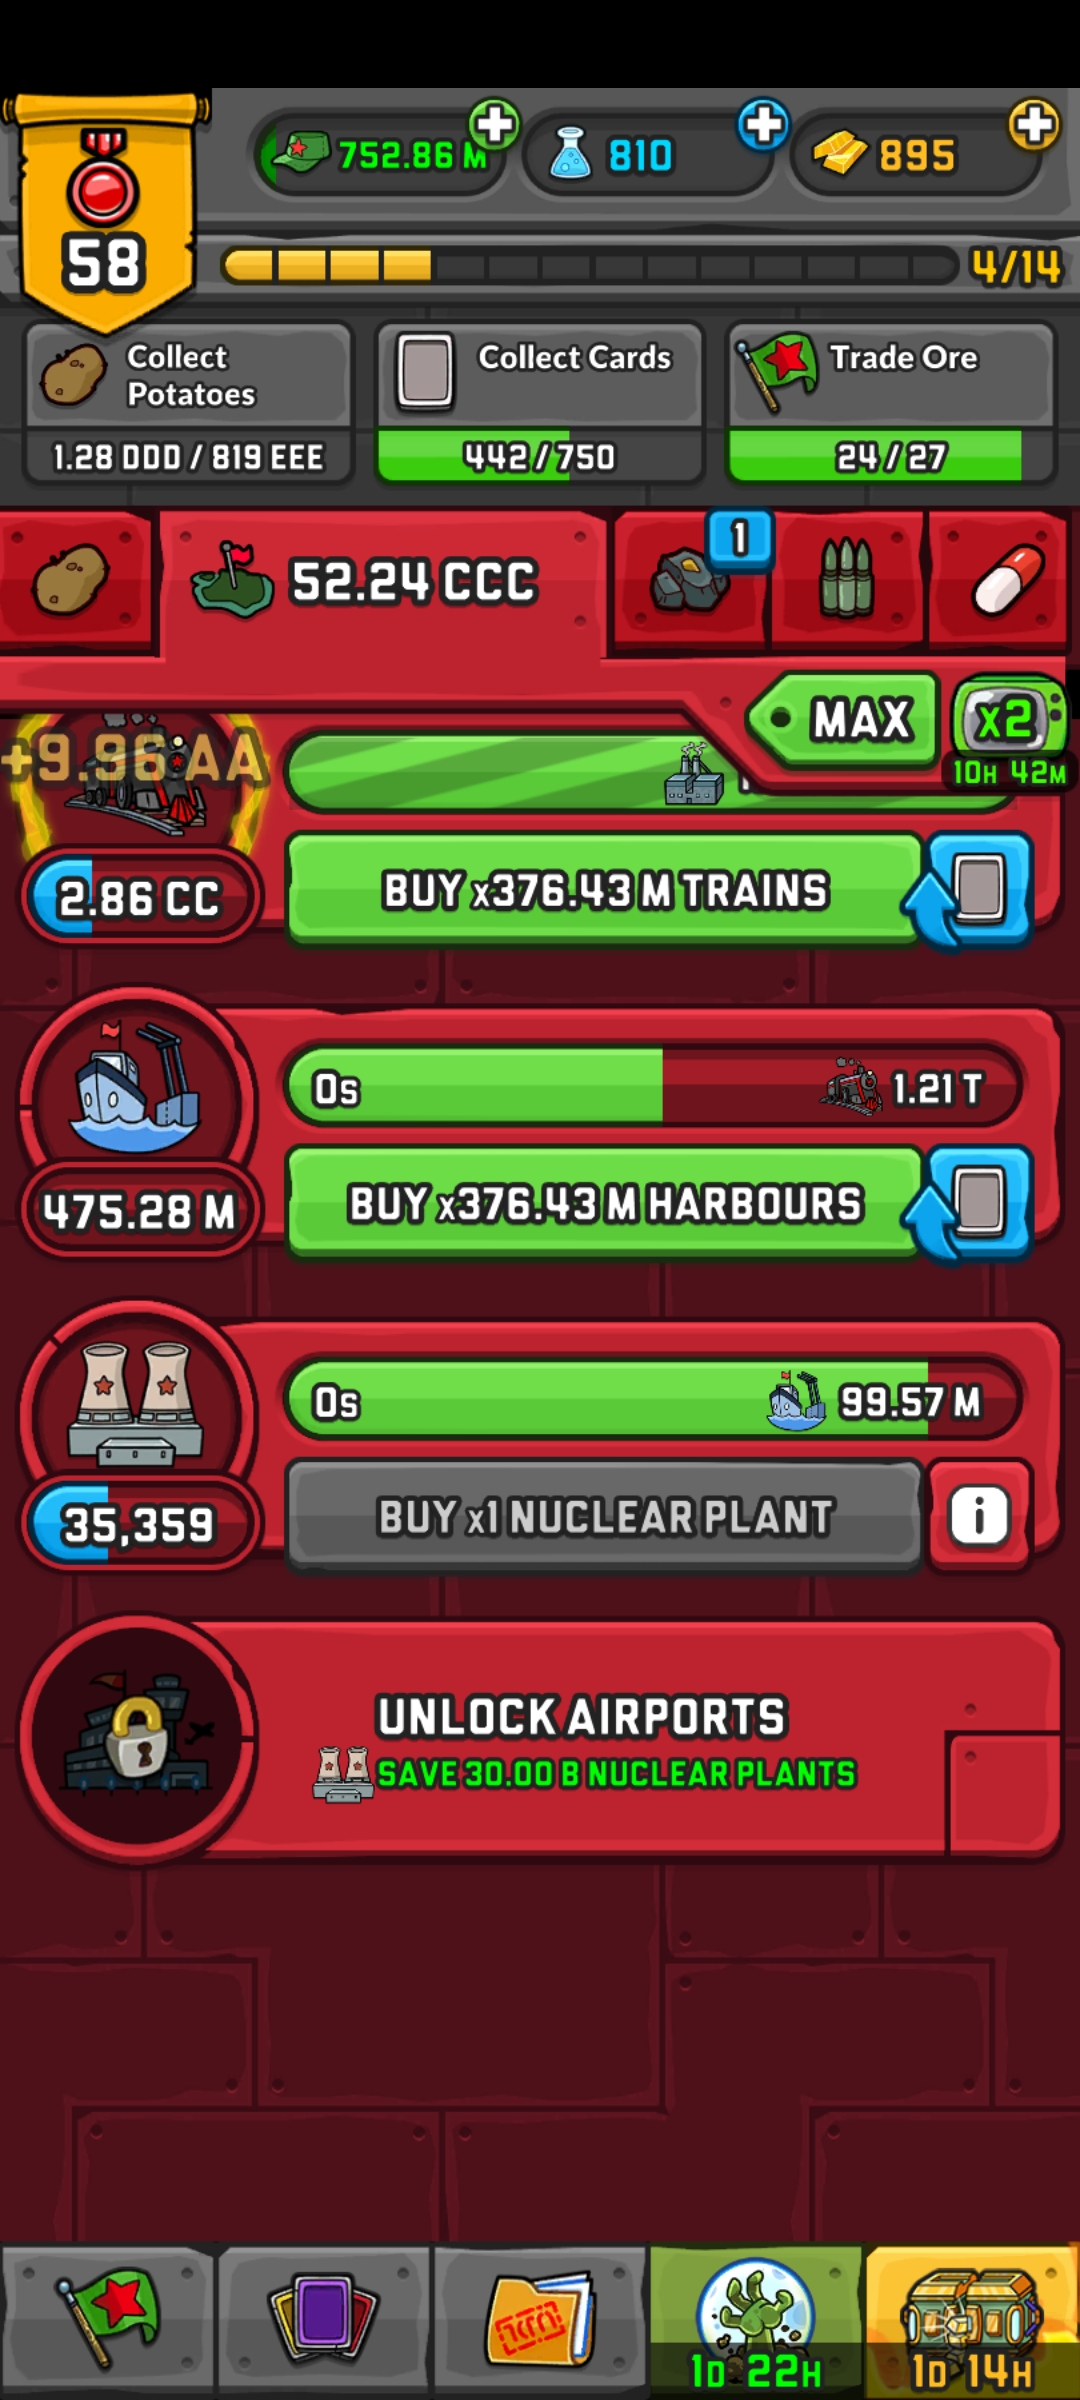 752.86 M
810
895
58
4/14
Collect
Potatoes
Collect Cards
Trade Ore
1.28 DDD / 819 EEE
442/750
24/27
52.24 CCC
1
MAX
x2
10H 42M
+9.96 AA
2.86 CC
BUY x376.43 M TRAINS
0s
1.21 T
475.28 M
BUY x376.43 M HARBOURS
0s
99.57 M
35,359
BUY x1 NUCLEAR PLANT
i
UNLOCK AIRPORTS
SAVE 30.00 B NUCLEAR PLANTS
1D 22H
1D 14H